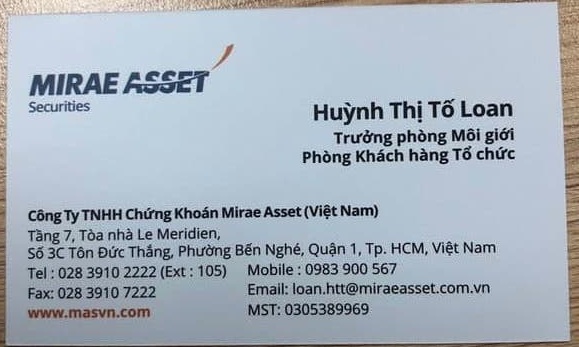 MIRAE ASSET
Securities
Huỳnh Thị Tố Loan
Trưởng phòng Môi giới
Phòng Khách hàng Tổ chức
Công Ty TNHH Chứng Khoán Mirae Asset (Việt Nam)
Tầng 7, Tòa nhà Le Meridien,
Số 3C Tôn Đức Thắng, Phường Bến Nghé, Quận 1, Tp. HCM, Việt Nam
Tel : 028 3910 2222 (Ext : 105) Mobile : 0983 900 567
Fax: 028 3910 7222 Email: loan.htt@miraeasset.com.vn
www.masvn.com MST: 0305389969